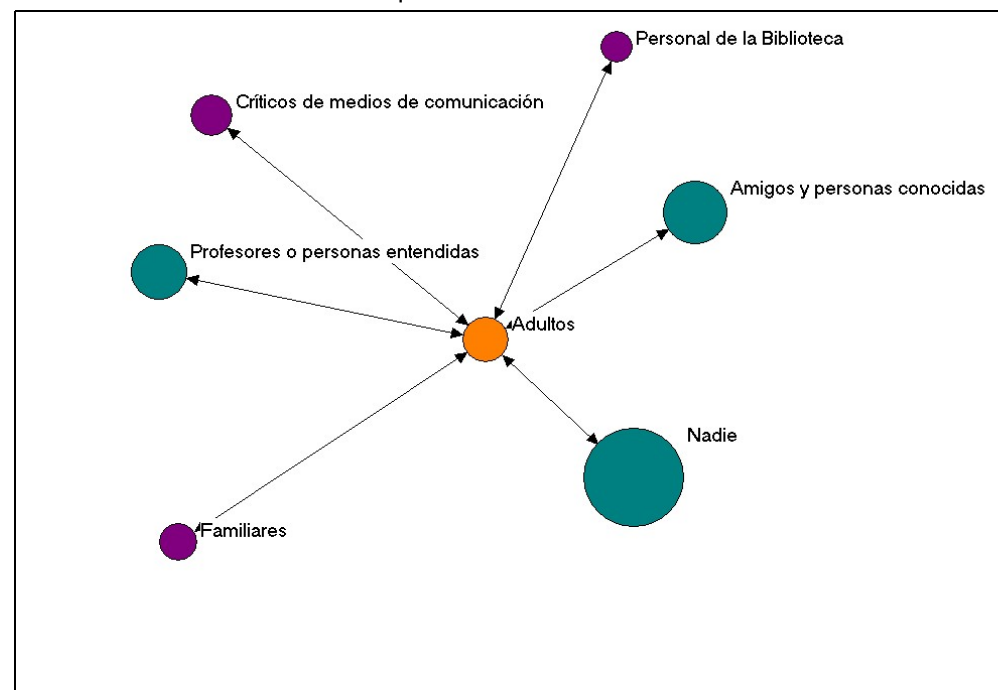 Personal de la Biblioteca
Críticos de medios de comunicación
Amigos y personas conocidas
Profesores o personas entendidas
Adultos
Nadie
Familiares